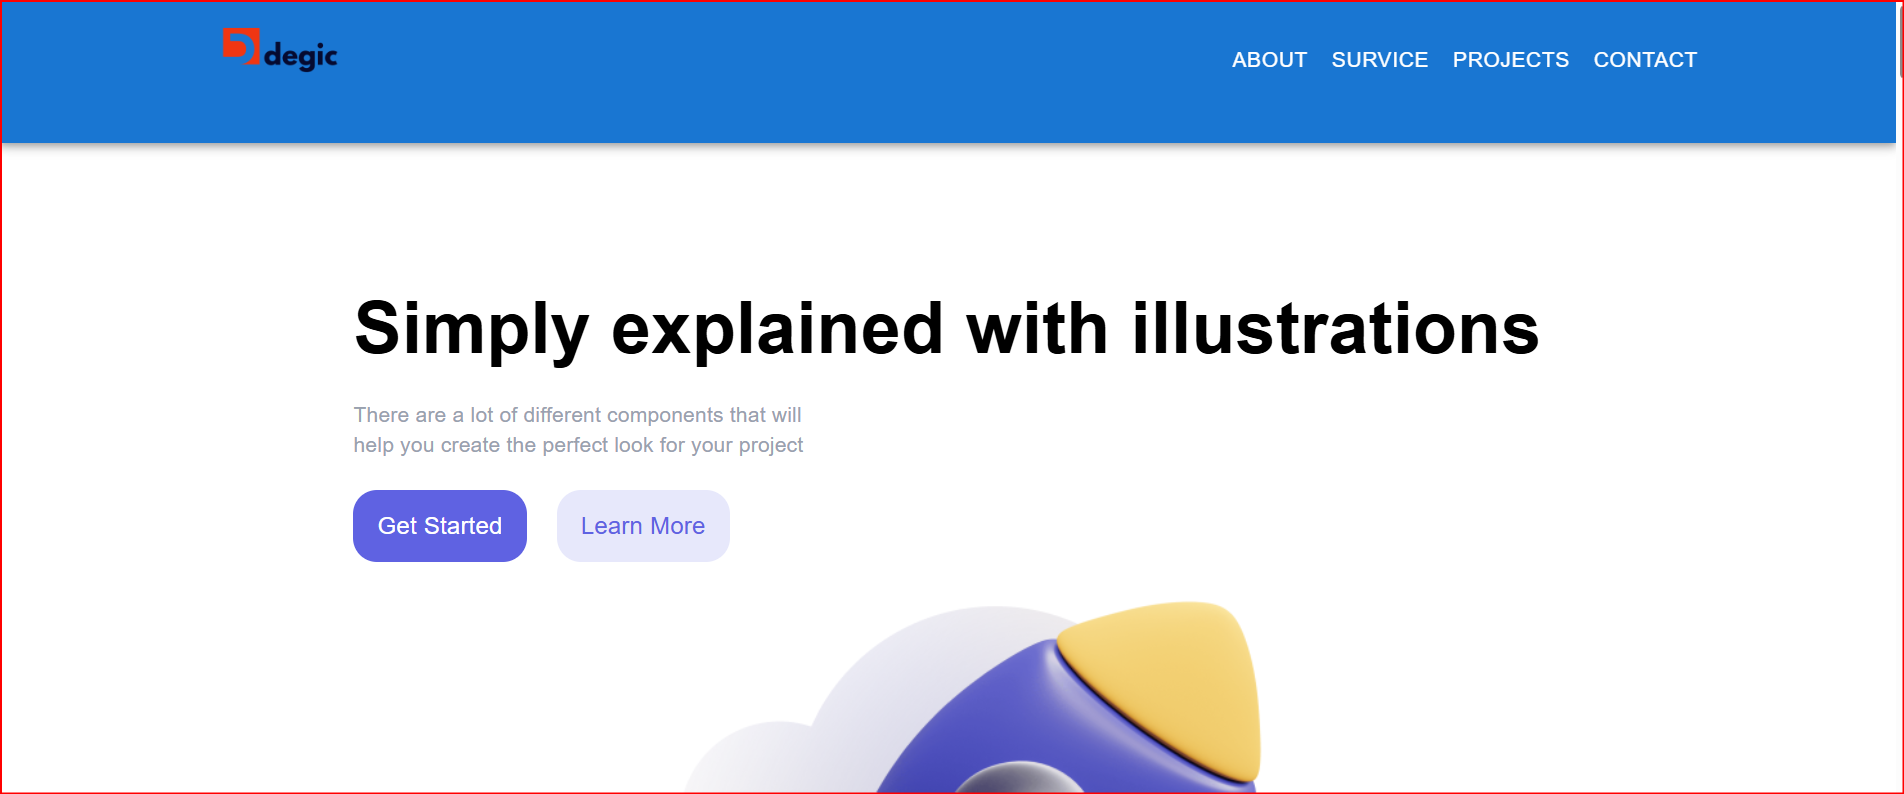 degic
ABOUT SURVICE PROJECTS CONTACT
Simply explained with illustrations
There are a lot of different components that will
help you create the perfect look for your project
Get Started Learn More